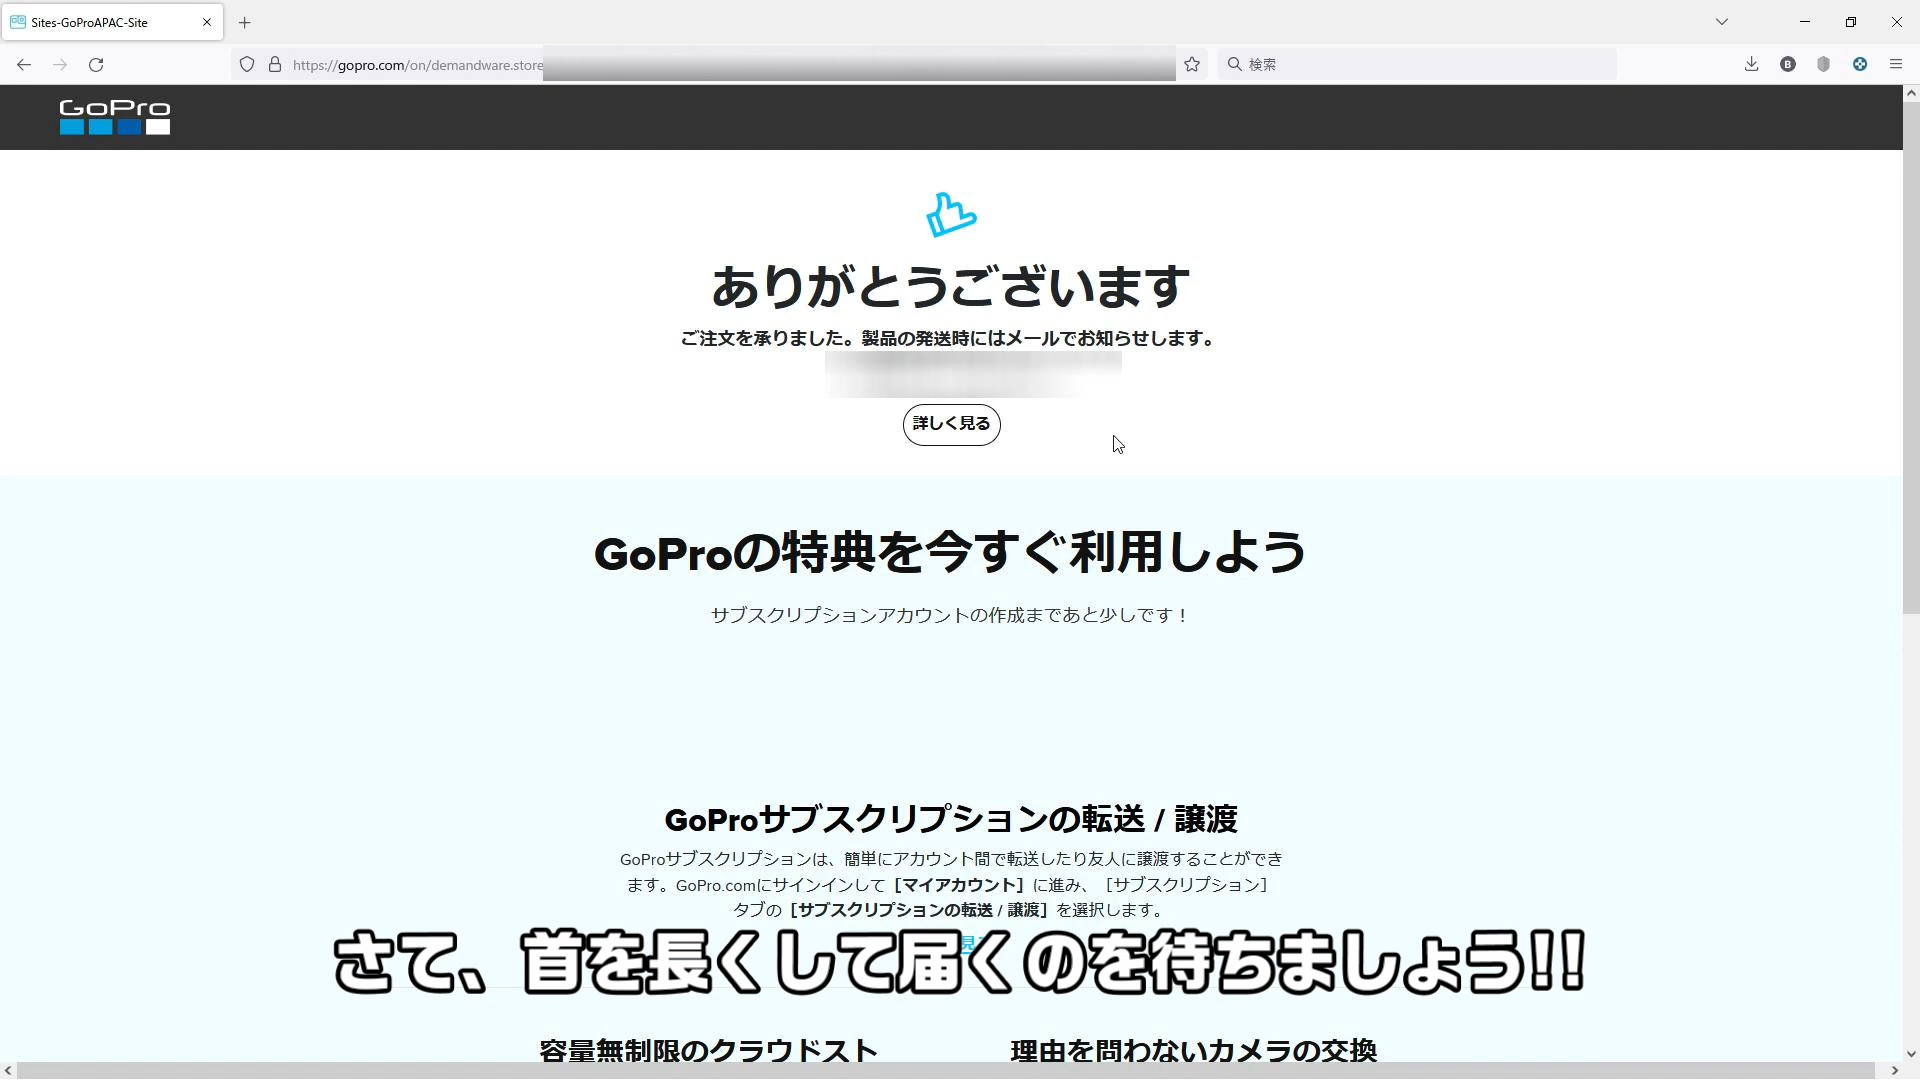 Sites-GoProAPAC-Site
https://gopro.com/on/demandware.store
検索
GoPro
ありがとうございます
ご注文を承りました。製品の発送時にはメールでお知らせします。
詳しく見る
GoProの特典を今すぐ利用しよう
サブスクリプションアカウントの作成まであと少しです！
GoProサブスクリプションの転送 / 譲渡
GoProサブスクリプションは、簡単にアカウント間で転送したり友人に譲渡することができ
ます。GoPro.comにサインインして［マイアカウント］に進み、［サブスクリプション］
タブの［サブスクリプションの転送 / 譲渡］を選択します。
さて、首を長くして届くのを待ちましょう!!
容量無制限のクラウドスト
理由を問わないカメラの交換